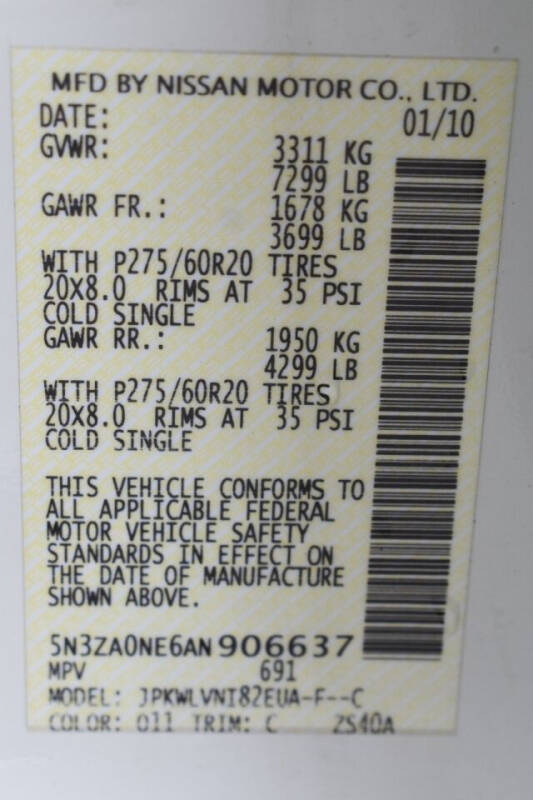 MFD BY NISSAN MOTOR CO., LTD.
DATE: 01/10
GVWR: 3311 KG
7299 LB
GAWR FR.: 1678 KG
3699 LB
WITH P275/60R20 TIRES
20X8.0 RIMS AT 35 PSI
COLD SINGLE
GAWR RR.: 1950 KG
4299 LB
WITH P275/60R20 TIRES
20X8.0 RIMS AT 35 PSI
COLD SINGLE
THIS VEHICLE CONFORMS TO
ALL APPLICABLE FEDERAL
MOTOR VEHICLE SAFETY
STANDARDS IN EFFECT ON
THE DATE OF MANUFACTURE
SHOWN ABOVE.
5N3ZA0NE6AN906637
MPV 691
MODEL: JPKWLVNI82EUA-F--C
COLOR: 011 TRIM: C ZS40A